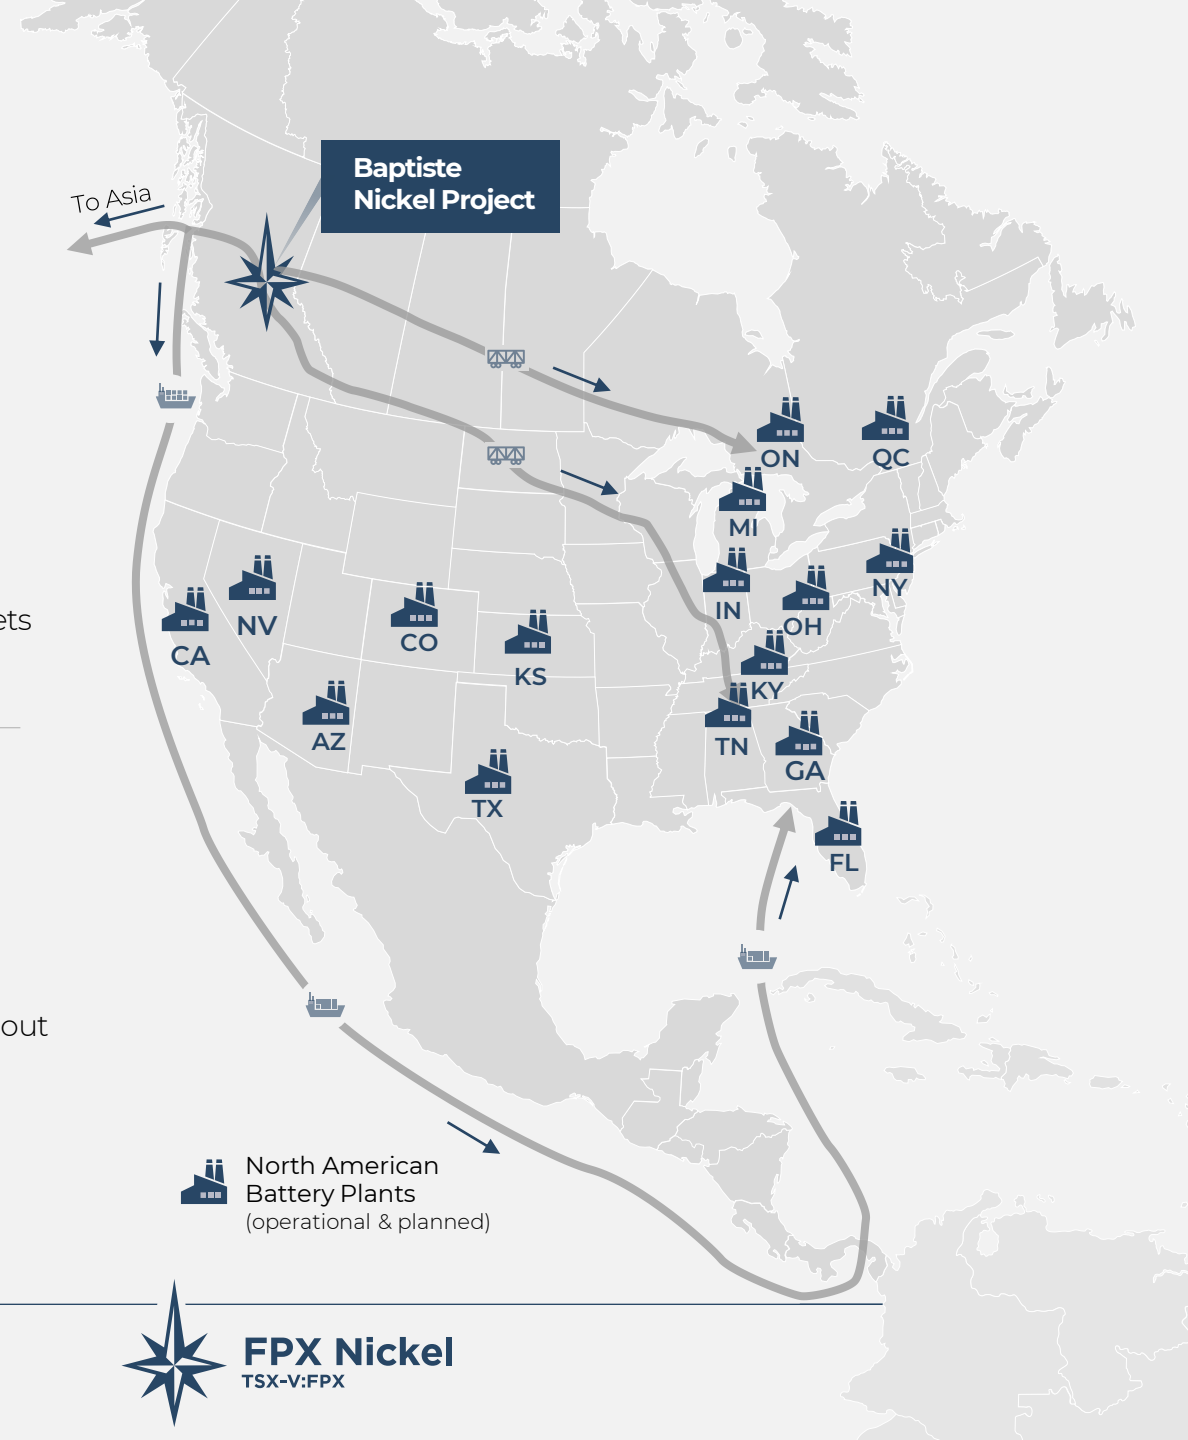 Baptiste
Nickel Project
To Asia
ON
QC
MI
NY
IN
OH
NV
CA
CO
KS
KY
AZ
TN
GA
TX
FL
ets
out
North American
Battery Plants
(operational & planned)
FPX Nickel
TSX-V:FPX